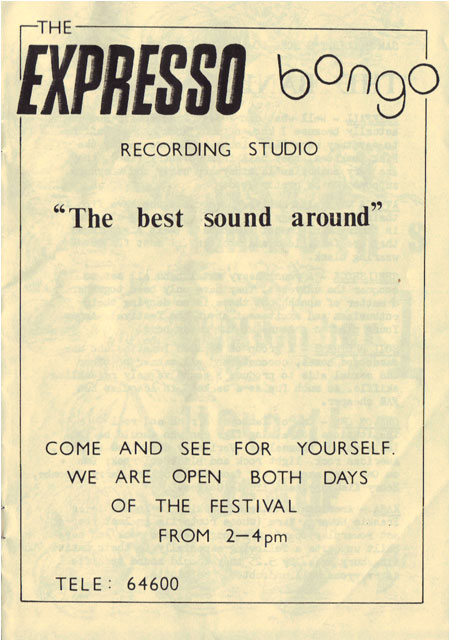 THE
EXPRESSO bongo
RECORDING STUDIO
“The best sound around”
COME AND SEE FOR YOURSELF.
WE ARE OPEN BOTH DAYS
OF THE FESTIVAL
FROM 2—4pm
TELE: 64600